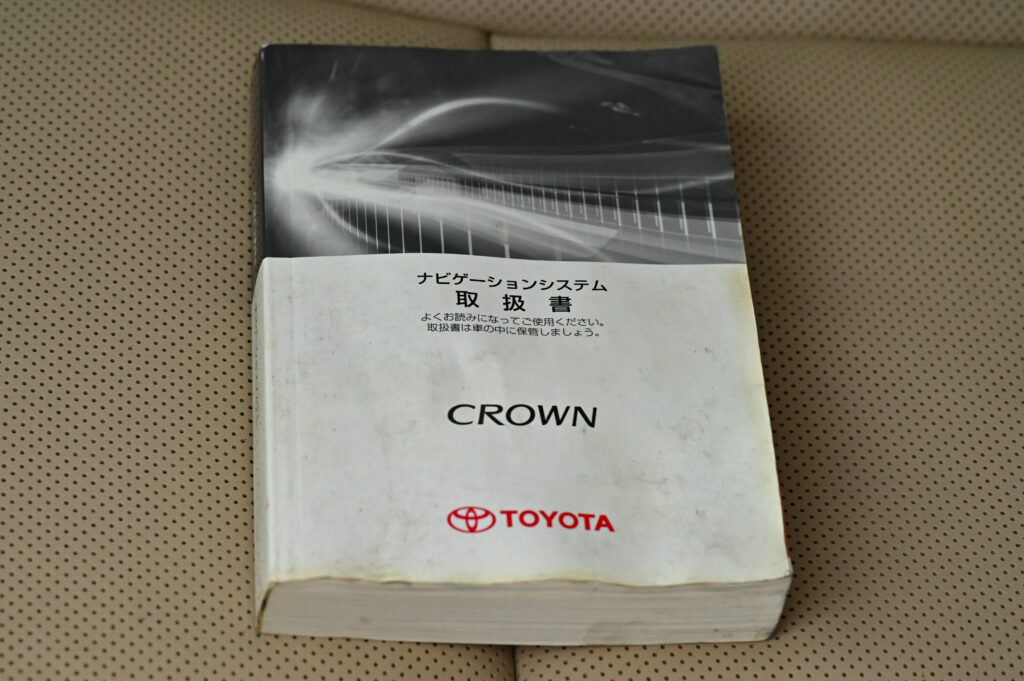 ナビゲーションシステム
取扱書
よくお読みになってご使用ください。
取扱書は車の中に保管しましょう。
CROWN
TOYOTA